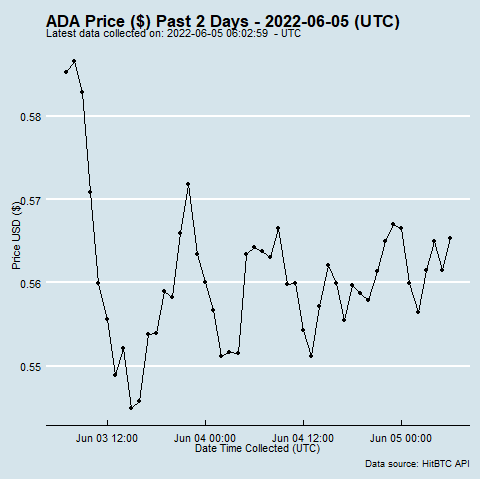 ADA Price ($) Past 2 Days - 2022-06-05 (UTC)
Latest data collected on: 2022-06-05 06:02:59  - UTC
0.58
0.57
Price USD ($)
0.56
0.55
Jun 03 12:00 Jun 04 00:00 Jun 04 12:00 Jun 05 00:00
Date Time Collected (UTC)
Data source: HitBTC API